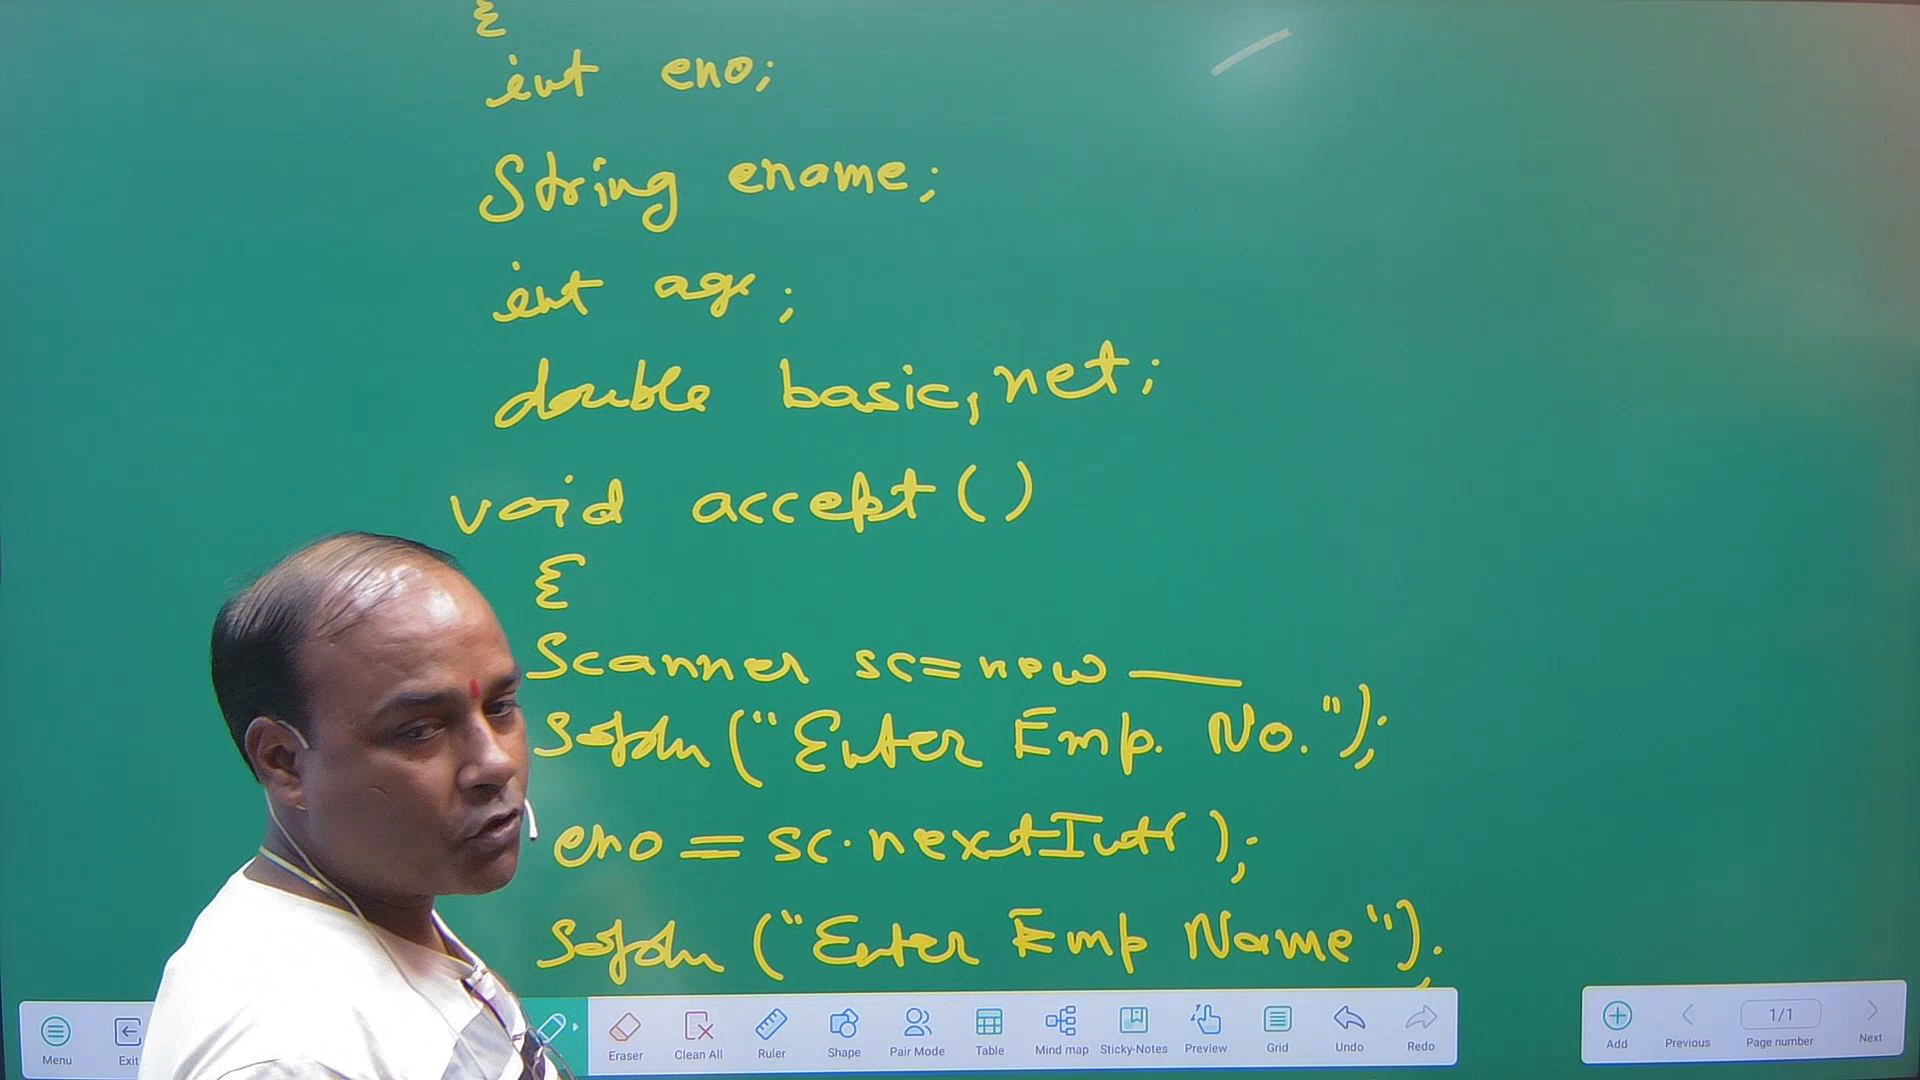 {
int eno;
String ename;
int age;
double basic, net;
void accept()
{
Scanner sc=new ___
Sopln ("Enter Emp. No.");
eno = sc.nextInt();
Sopln ("Enter Emp Name");
Menu Exit Eraser Clean All Ruler Shape Pair Mode Table Mind map Sticky-Notes Preview Grid Undo Redo Add Previous 1/1 Page number Next